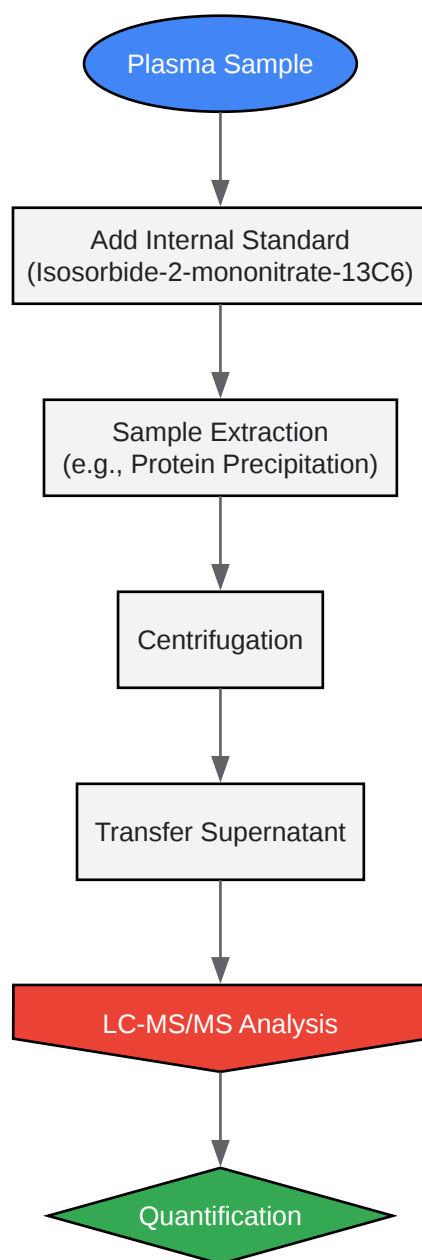 Plasma Sample
Add Internal Standard
(Isosorbide-2-mononitrate-13C6)
Sample Extraction
(e.g., Protein Precipitation)
Centrifugation
Transfer Supernatant
LC-MS/MS Analysis
Quantification